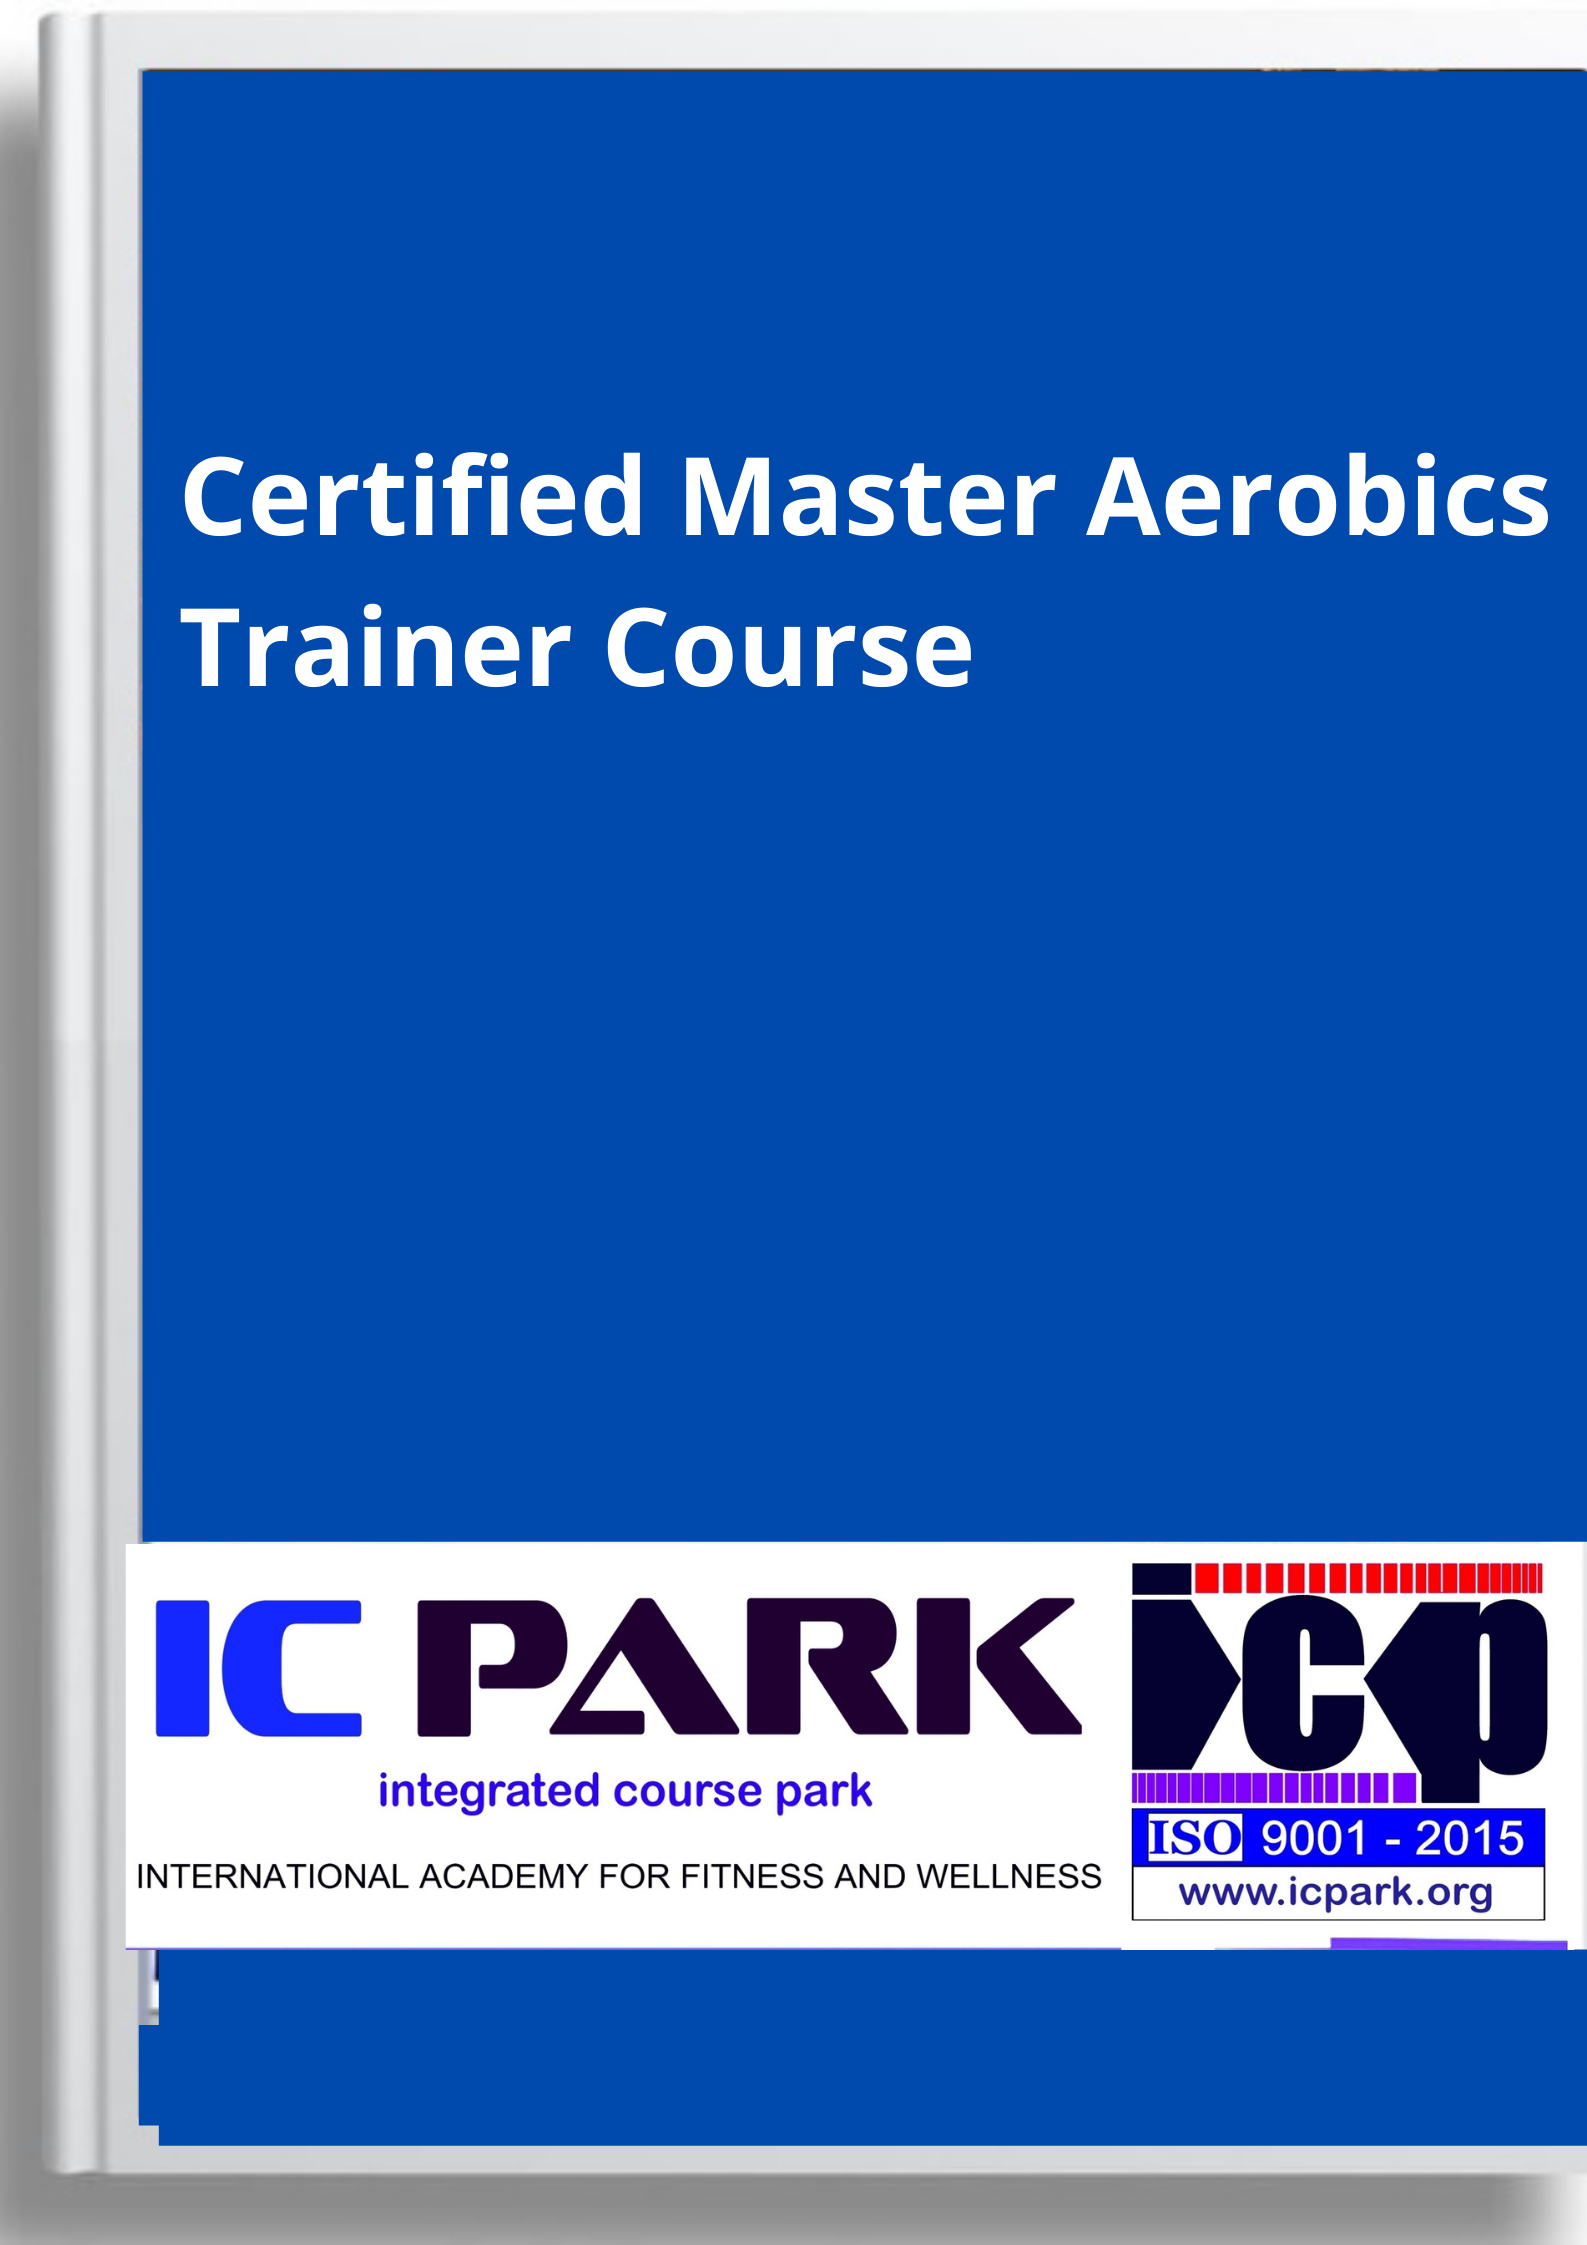 Certified Master Aerobics
Trainer Course
IC PARK
integrated course park
INTERNATIONAL ACADEMY FOR FITNESS AND WELLNESS
icp
ISO 9001 - 2015
www.icpark.org